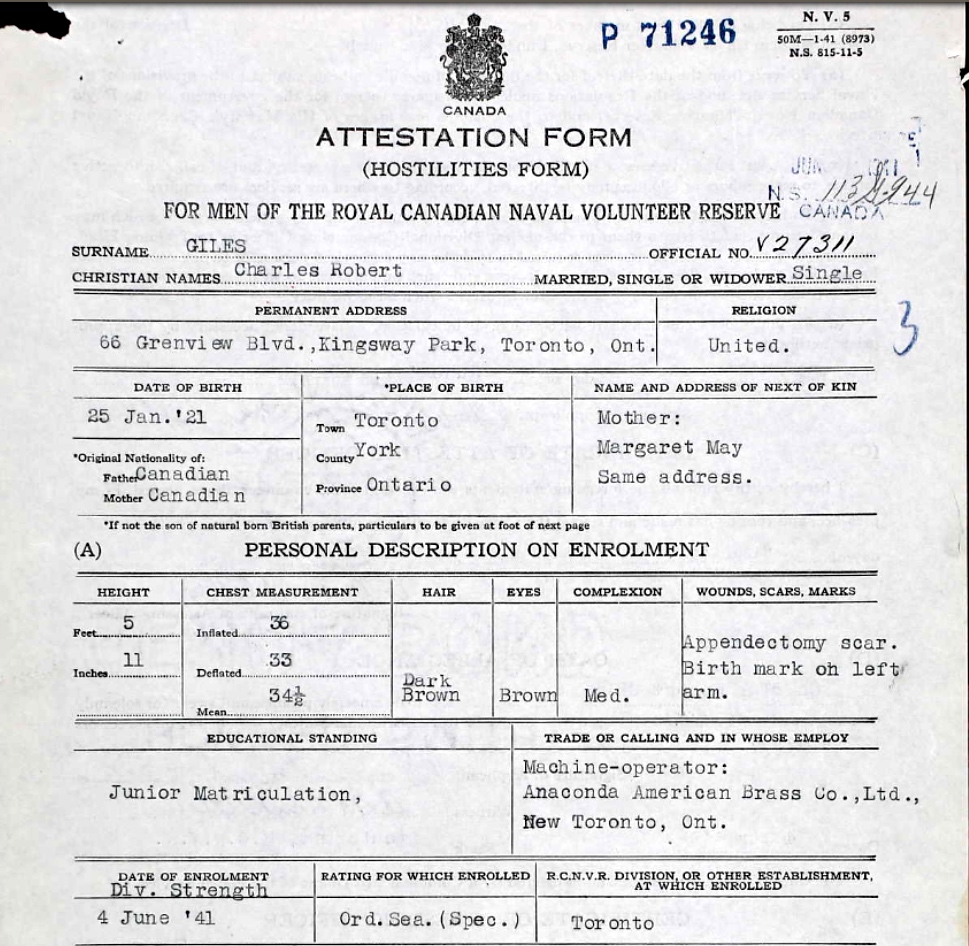 P 71246
N. V. 5
50M—1-41 (8973)
N.S. 815-11-5
CANADA
ATTESTATION FORM
(HOSTILITIES FORM)
N.S. 113-G-944
FOR MEN OF THE ROYAL CANADIAN NAVAL VOLUNTEER RESERVE
CANADA
SURNAME GILES OFFICIAL NO. V27311
CHRISTIAN NAMES Charles Robert MARRIED, SINGLE OR WIDOWER Single
PERMANENT ADDRESS RELIGION
66 Grenview Blvd.,Kingsway Park, Toronto, Ont. United.
3
DATE OF BIRTH *PLACE OF BIRTH NAME AND ADDRESS OF NEXT OF KIN
25 Jan.'21 Town Toronto Mother:
*Original Nationality of: County York Margaret May
Father Canadian Province Ontario Same address.
Mother Canadian
*If not the son of natural born British parents, particulars to be given at foot of next page
(A) PERSONAL DESCRIPTION ON ENROLMENT
HEIGHT CHEST MEASUREMENT HAIR EYES COMPLEXION WOUNDS, SCARS, MARKS
Feet 5 Inflated 36 Appendectomy scar.
Inches 11 Deflated 33 Birth mark on left
Mean 34½ Dark Brown Brown Med. arm.
EDUCATIONAL STANDING TRADE OR CALLING AND IN WHOSE EMPLOY
Machine-operator:
Junior Matriculation, Anaconda American Brass Co.,Ltd.,
New Toronto, Ont.
DATE OF ENROLMENT RATING FOR WHICH ENROLLED R.C.N.V.R. DIVISION, OR OTHER ESTABLISHMENT, AT WHICH ENROLLED
Div. Strength
4 June '41 Ord.Sea.(Spec.) Toronto